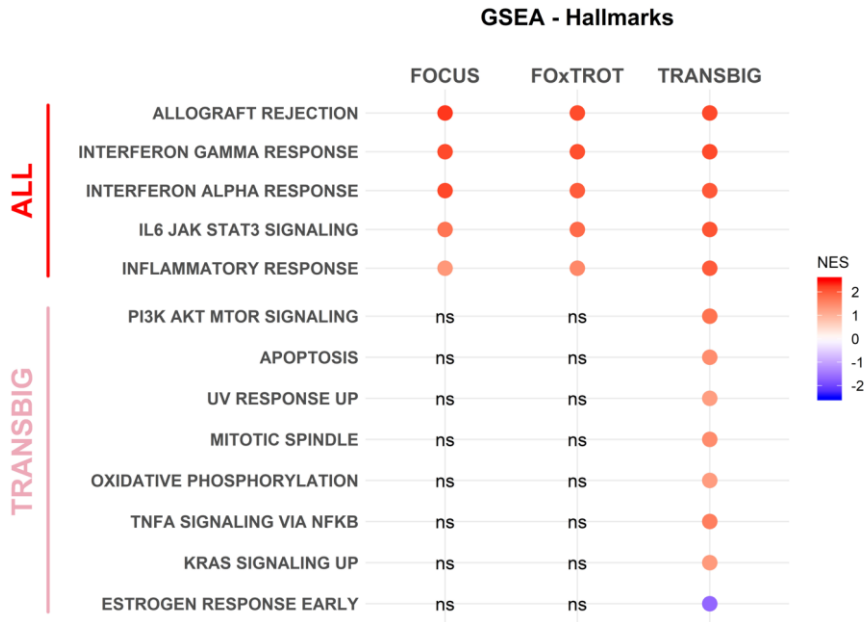 GSEA - Hallmarks
FOCUS FOxTROT TRANSBIG
ALL
ALLOGRAFT REJECTION
INTERFERON GAMMA RESPONSE
INTERFERON ALPHA RESPONSE
IL6 JAK STAT3 SIGNALING
INFLAMMATORY RESPONSE
TRANSBIG
PI3K AKT MTOR SIGNALING ns ns
APOPTOSIS ns ns
UV RESPONSE UP ns ns
MITOTIC SPINDLE ns ns
OXIDATIVE PHOSPHORYLATION ns ns
TNFA SIGNALING VIA NFKB ns ns
KRAS SIGNALING UP ns ns
ESTROGEN RESPONSE EARLY ns ns
NES
2
1
0
-1
-2